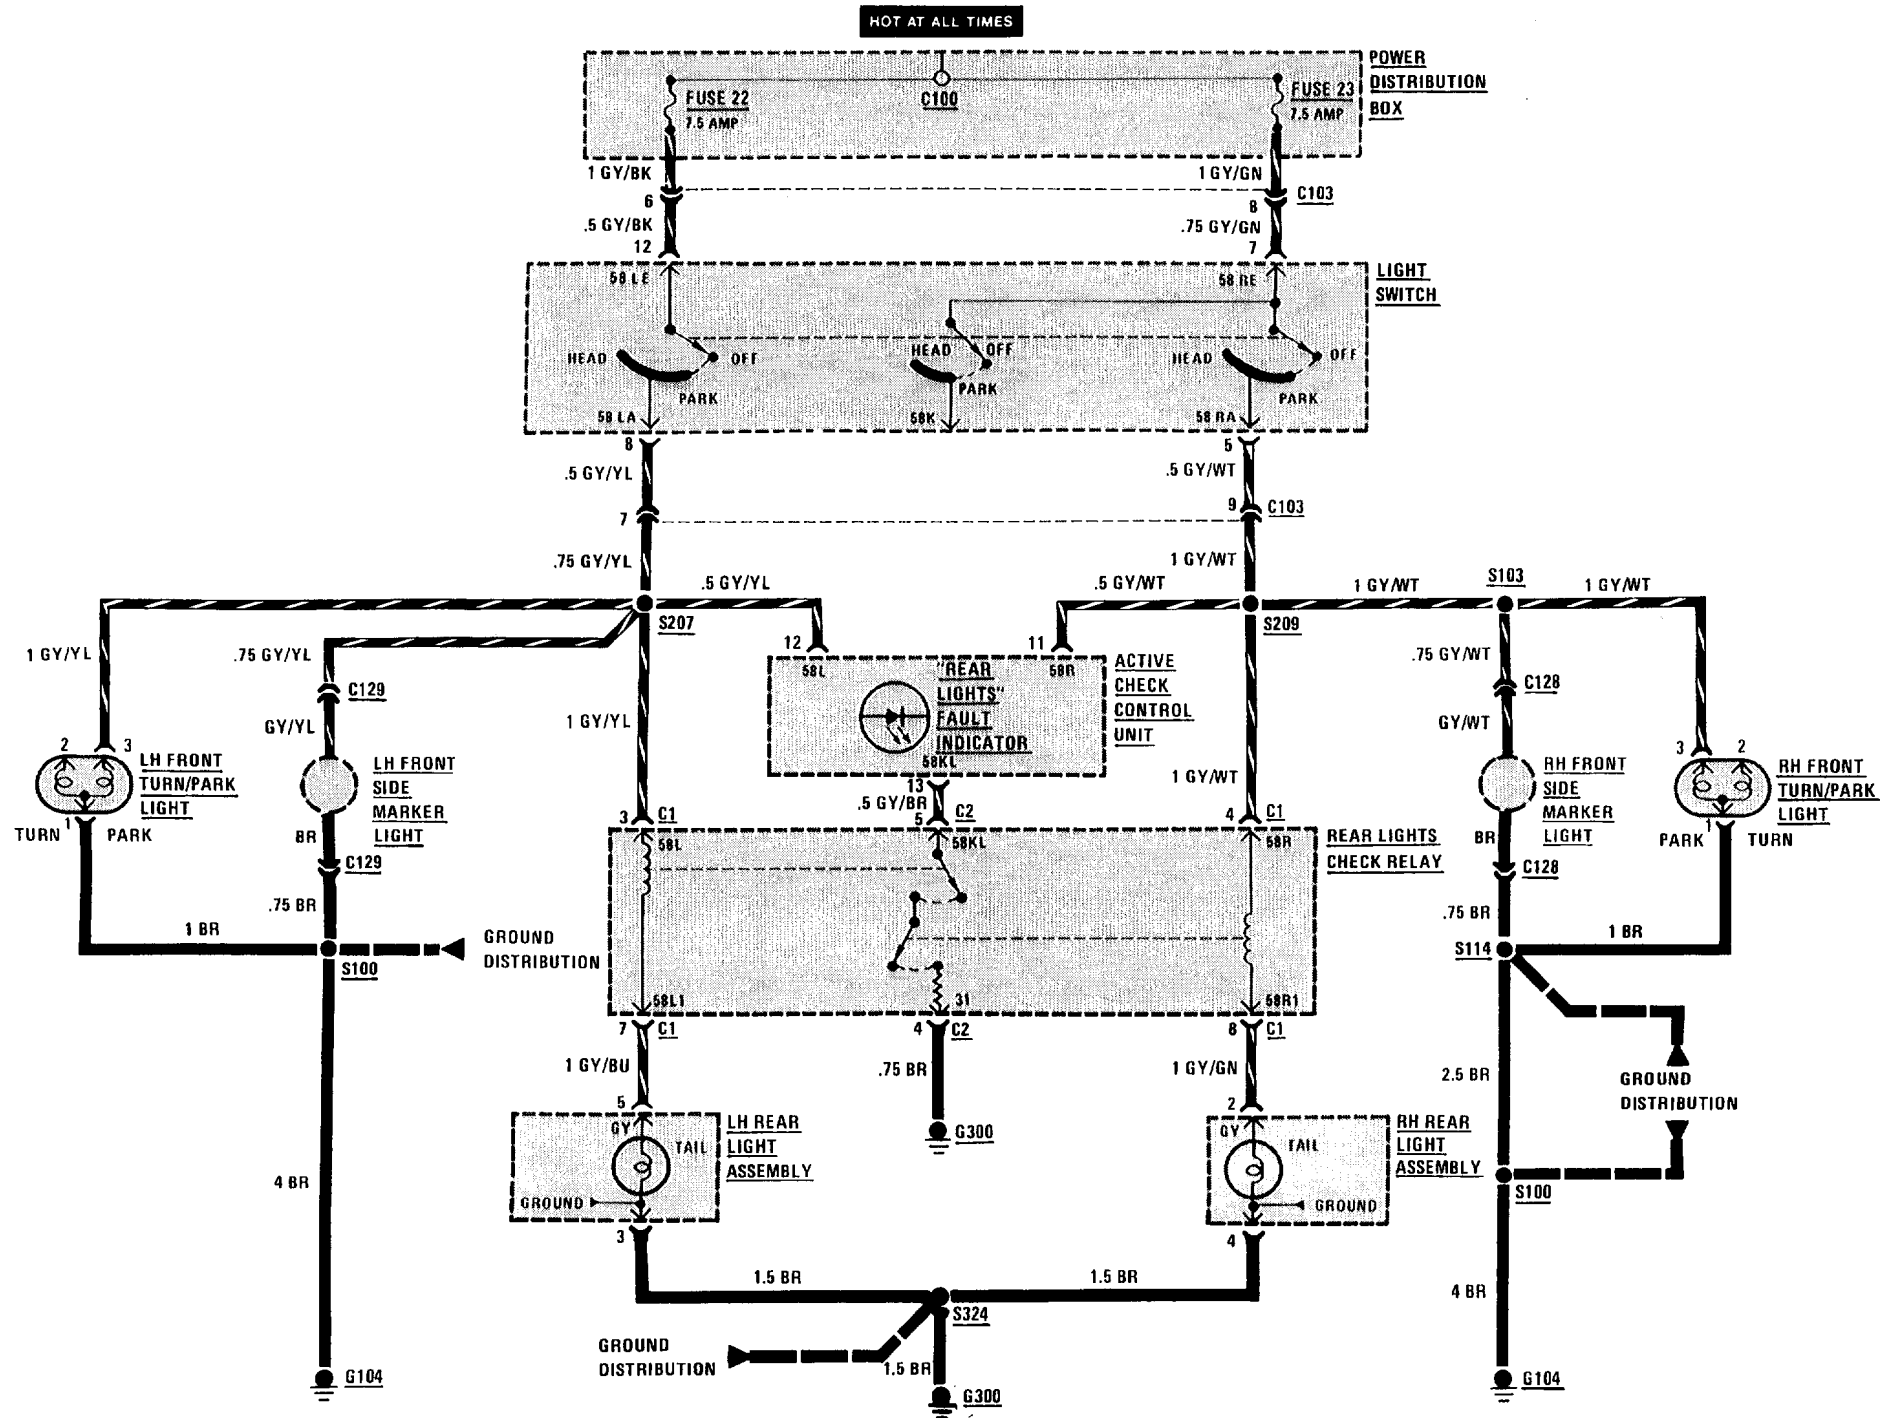 HOT AT ALL TIMES
POWER
DISTRIBUTION
BOX
FUSE 22
7.5 AMP
C100
FUSE 23
7.5 AMP
1 GY/BK
1 GY/GN
6
8
C103
.5 GY/BK
.75 GY/GN
12
7
LIGHT
SWITCH
58 LE
58 RE
HEAD
OFF
PARK
HEAD
OFF
PARK
HEAD
OFF
PARK
58 LA
58K
58 RA
8
5
.5 GY/YL
.5 GY/WT
7
9
C103
.75 GY/YL
1 GY/WT
.5 GY/YL
.5 GY/WT
1 GY/WT
S103
1 GY/WT
S207
S209
1 GY/YL
.75 GY/YL
12
11
58L
58R
"REAR
LIGHTS"
FAULT
INDICATOR
58KL
ACTIVE
CHECK
CONTROL
UNIT
.75 GY/WT
C129
C128
GY/YL
1 GY/YL
GY/WT
2
3
LH FRONT
TURN/PARK
LIGHT
LH FRONT
SIDE
MARKER
LIGHT
RH FRONT
SIDE
MARKER
LIGHT
3
2
RH FRONT
TURN/PARK
LIGHT
1 GY/WT
13
.5 GY/BR
3
C1
5
C2
4
C1
TURN
1
PARK
BR
C129
BR
C128
PARK
1
TURN
REAR LIGHTS
CHECK RELAY
58L
58KL
58R
.75 BR
.75 BR
1 BR
GROUND
DISTRIBUTION
S100
S114
1 BR
58L1
31
58R1
7
C1
4
C2
8
C1
1 GY/BU
.75 BR
1 GY/GN
2.5 BR
GROUND
DISTRIBUTION
5
2
GY
TAIL
GROUND
LH REAR
LIGHT
ASSEMBLY
G300
GY
TAIL
GROUND
RH REAR
LIGHT
ASSEMBLY
4 BR
S100
3
4
1.5 BR
1.5 BR
4 BR
S324
GROUND
DISTRIBUTION
1.5 BR
G104
G300
G104